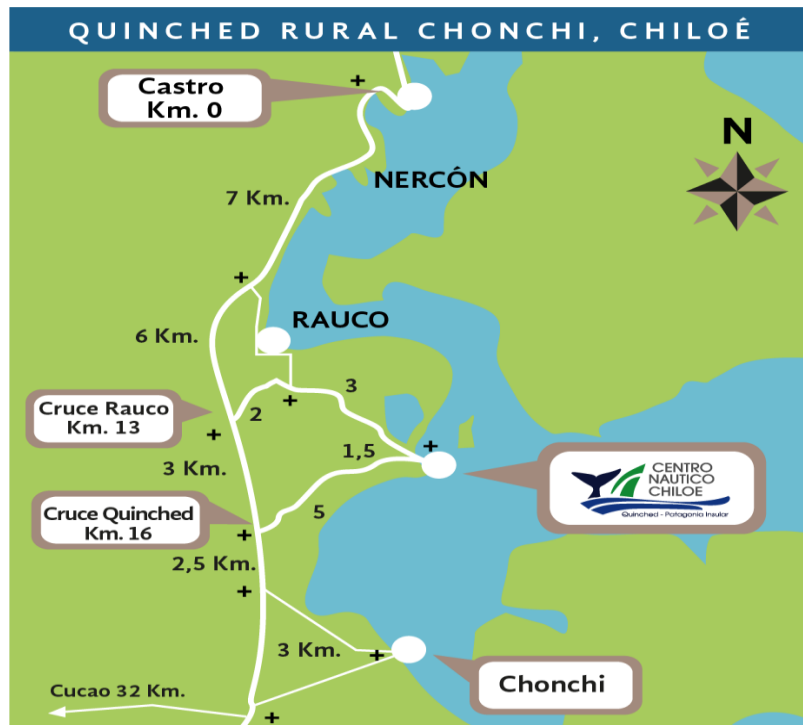 QUINCHED RURAL CHONCHI, CHILOÉ
Castro
Km. 0
N
NERCÓN
7 Km.
RAUCO
6 Km.
3
Cruce Rauco
Km. 13
2
1,5
3 Km.
CENTRO
NAUTICO
CHILOE
Quinched - Patagonia Insular
Cruce Quinched
Km. 16
5
2,5 Km.
3 Km.
Chonchi
Cucao 32 Km.